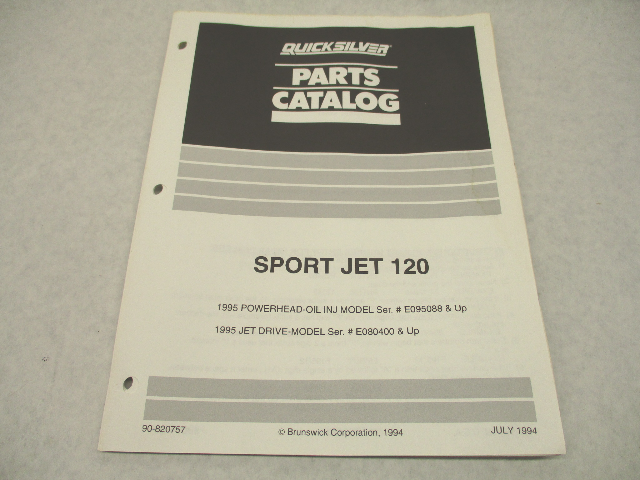 QUICKSILVER
PARTS
CATALOG
SPORT JET 120
1995 POWERHEAD-OIL INJ MODEL Ser. # E095088 & Up
1995 JET DRIVE-MODEL Ser. # E080400 & Up
90-820757
© Brunswick Corporation, 1994
JULY 1994